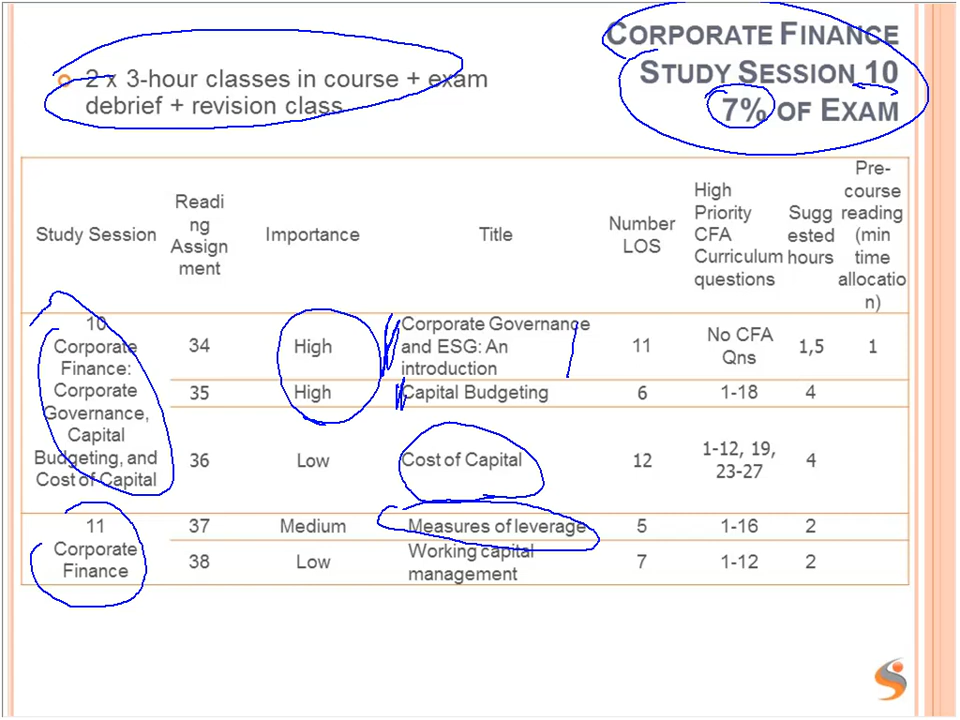 CORPORATE FINANCE
STUDY SESSION 10
7% OF EXAM
2 x 3-hour classes in course + exam
debrief + revision class
Study Session
Readi
ng
Assign
ment
Importance
Title
Number
LOS
High
Priority
CFA
Curriculum
questions
Sugg
ested
hours
Pre-
course
reading
(min
time
allocatio
n)
10
Corporate
Finance:
Corporate
Governance,
Capital
Budgeting, and
Cost of Capital
34
High
Corporate Governance
and ESG: An
introduction
11
No CFA
Qns
1,5
1
35
High
Capital Budgeting
6
1-18
4
36
Low
Cost of Capital
12
1-12, 19,
23-27
4
11
Corporate
Finance
37
Medium
Measures of leverage
5
1-16
2
38
Low
Working capital
management
7
1-12
2